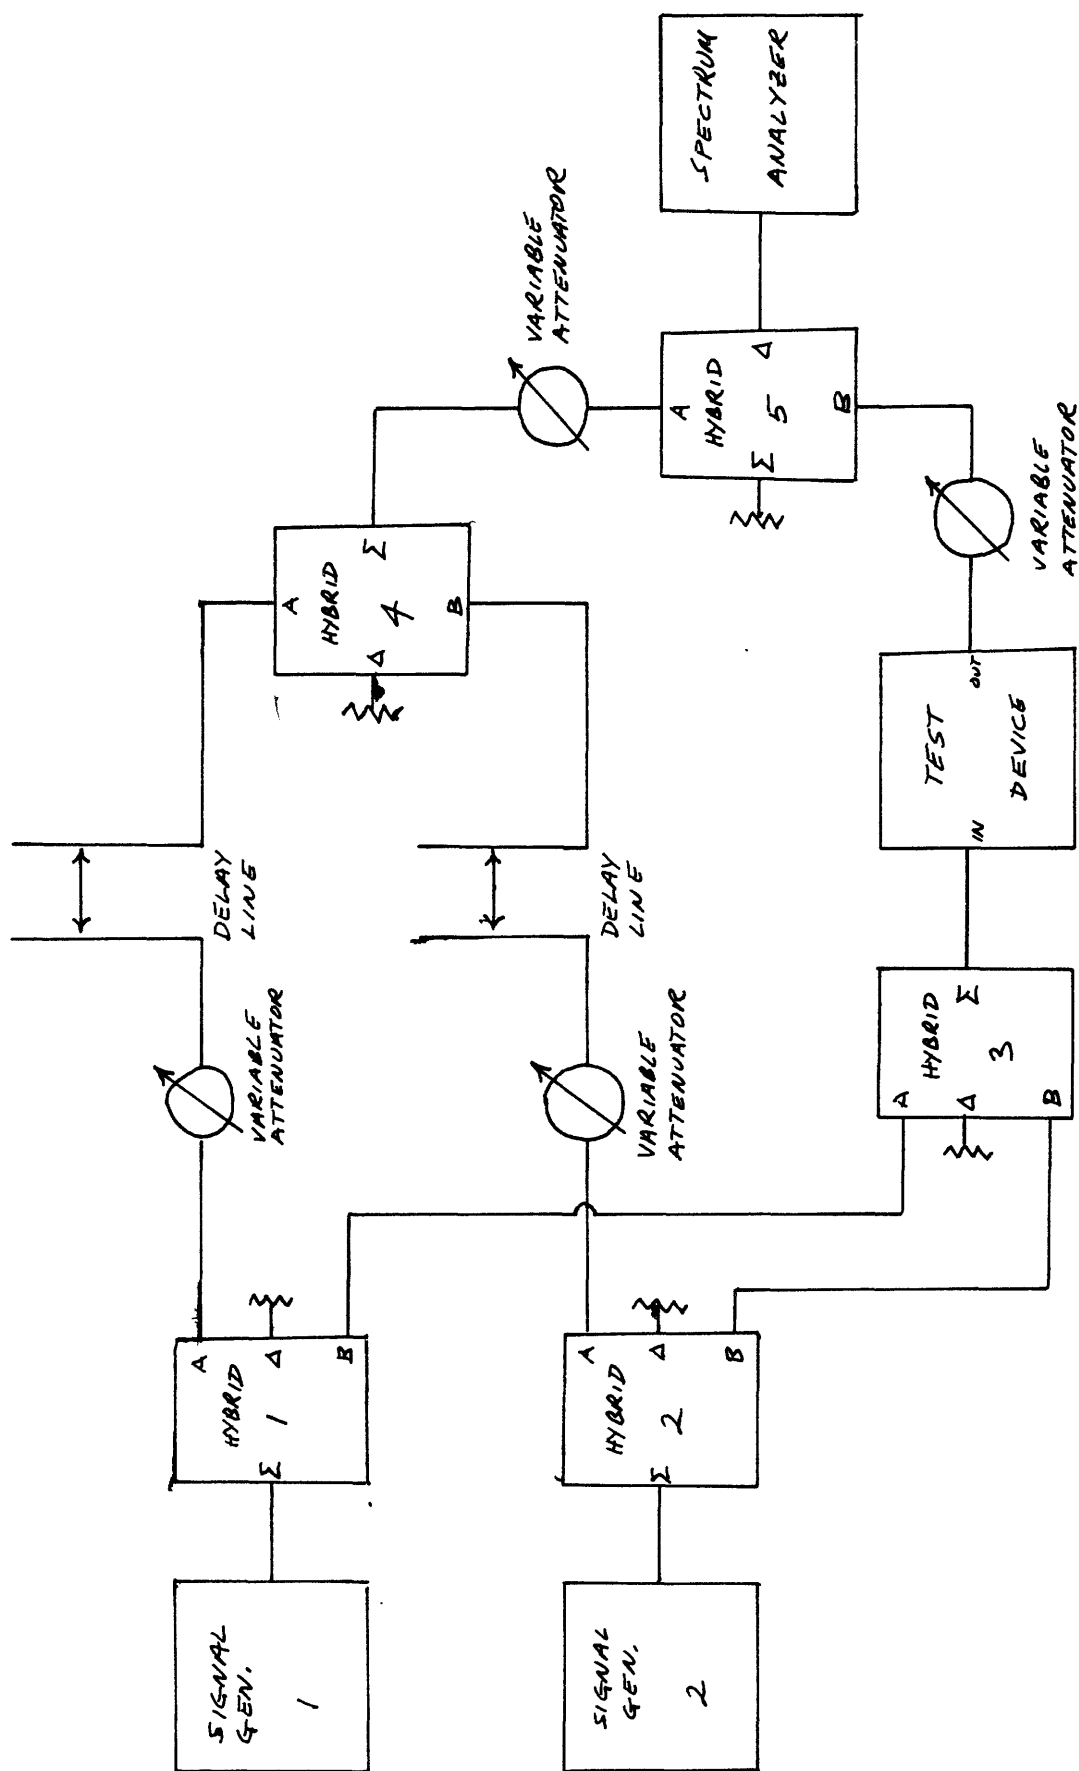 SIGNAL
GEN.
1
Σ
HYBRID
1
A
Δ
B
VARIABLE
ATTENUATOR
DELAY
LINE
A
HYBRID
4
Δ
Σ
B
VARIABLE
ATTENUATOR
SIGNAL
GEN.
2
Σ
HYBRID
2
A
Δ
B
VARIABLE
ATTENUATOR
DELAY
LINE
A
HYBRID
5
Σ
Δ
B
SPECTRUM
ANALYZER
A
HYBRID
3
Δ
Σ
B
TEST
DEVICE
IN
OUT
VARIABLE
ATTENUATOR